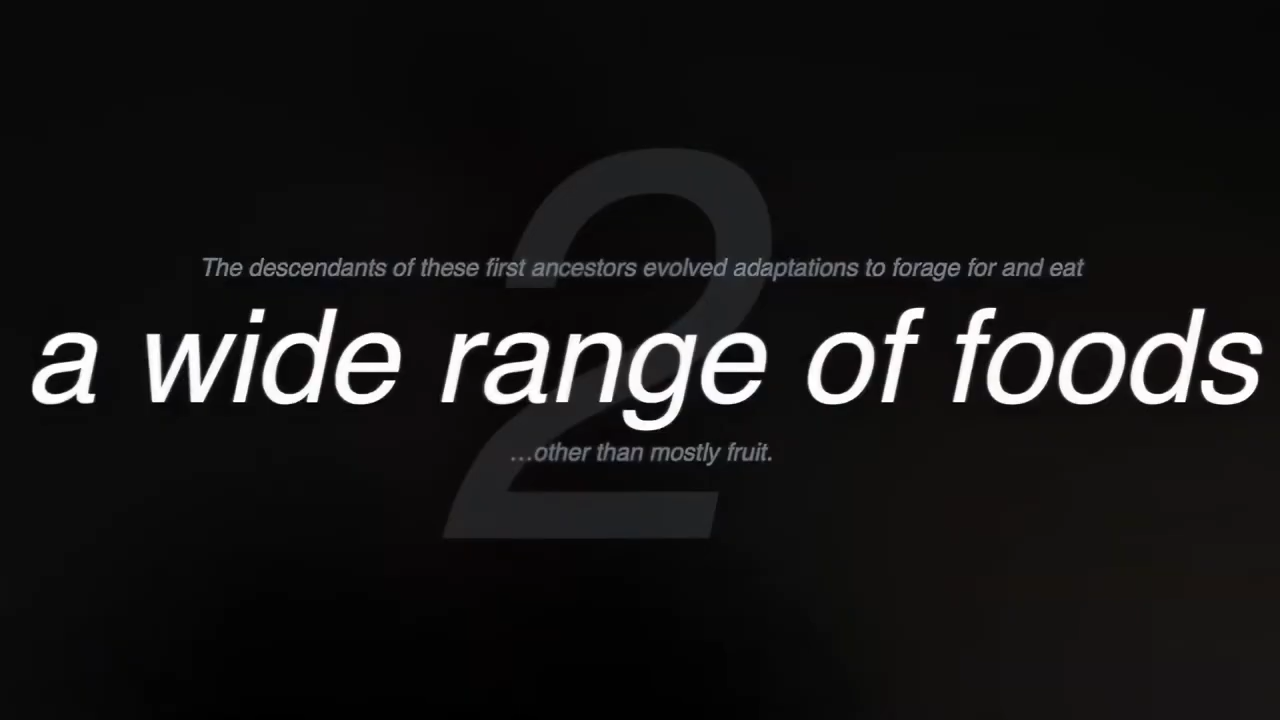 2
The descendants of these first ancestors evolved adaptations to forage for and eat
a wide range of foods
...other than mostly fruit.